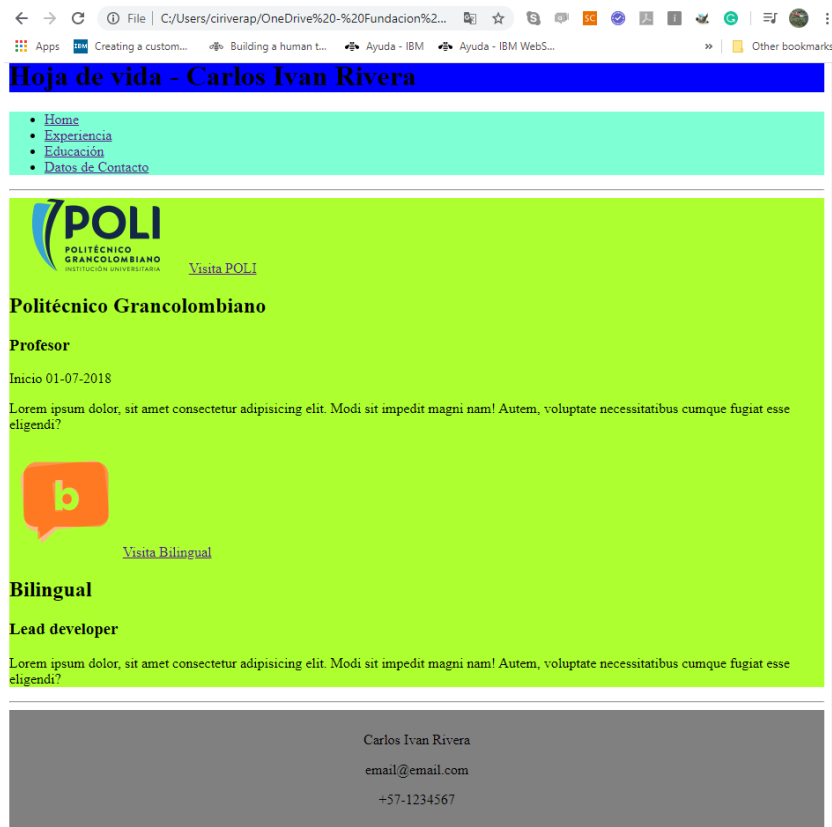 File C:/Users/ciriverap/OneDrive%20-%20Fundacion%2...
SC
Apps IBM Creating a custom... Building a human t... Ayuda - IBM Ayuda - IBM WebS... » Other bookmarks
Hoja de vida - Carlos Ivan Rivera
Home
Experiencia
Educación
Datos de Contacto
POLI
POLITÉCNICO
GRANCOLOMBIANO
INSTITUCIÓN UNIVERSITARIA
Visita POLI
Politécnico Grancolombiano
Profesor
Inicio 01-07-2018
Lorem ipsum dolor, sit amet consectetur adipisicing elit. Modi sit impedit magni nam! Autem, voluptate necessitatibus cumque fugiat esse
eligendi?
b
Visita Bilingual
Bilingual
Lead developer
Lorem ipsum dolor, sit amet consectetur adipisicing elit. Modi sit impedit magni nam! Autem, voluptate necessitatibus cumque fugiat esse
eligendi?
Carlos Ivan Rivera
email@email.com
+57-1234567